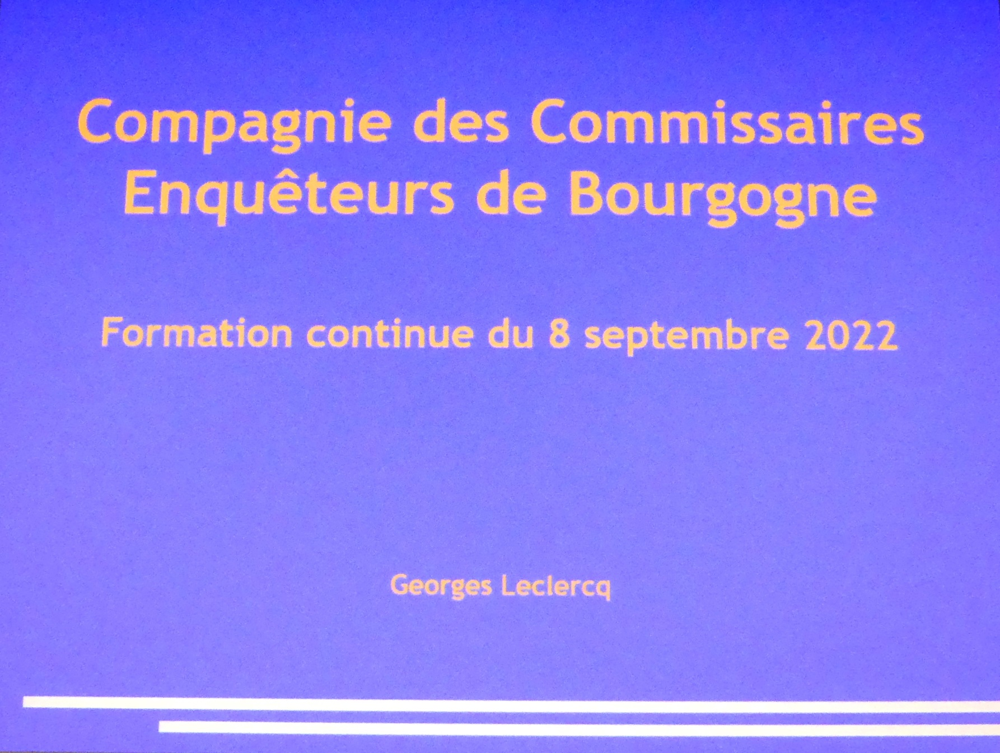 Compagnie des Commissaires
Enquêteurs de Bourgogne
Formation continue du 8 septembre 2022
Georges Leclercq